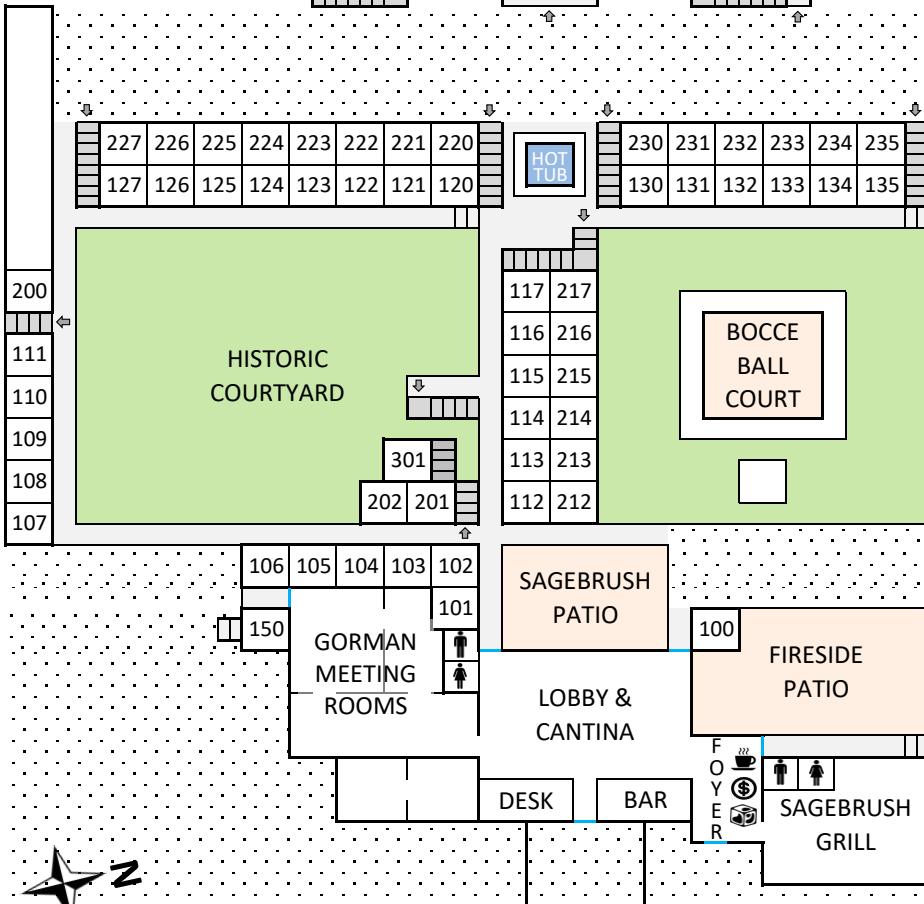 227 226 225 224 223 222 221 220
230 231 232 233 234 235
HOT
TUB
127 126 125 124 123 122 121 120
130 131 132 133 134 135
200
111
110
109
108
107
HISTORIC
COURTYARD
301
202 201
117 217
116 216
115 215
114 214
113 213
112 212
BOCCE
BALL
COURT
106 105 104 103 102
101
150
GORMAN
MEETING
ROOMS
SAGEBRUSH
PATIO
100
FIRESIDE
PATIO
LOBBY &
CANTINA
F
O
Y
E
R
$
DESK
BAR
SAGEBRUSH
GRILL
N